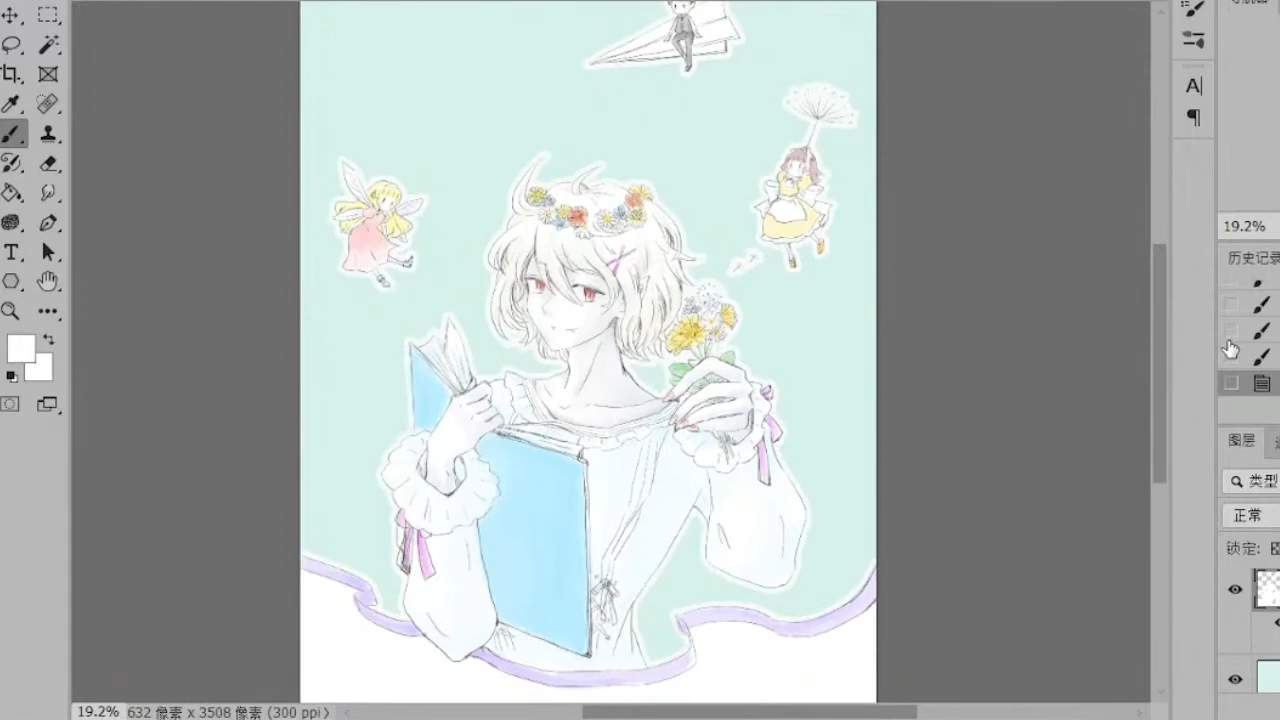 19.2%
历史记录
图层
类型
正常
锁定:
19.2% 632 像素 x 3508 像素 (300 ppi)